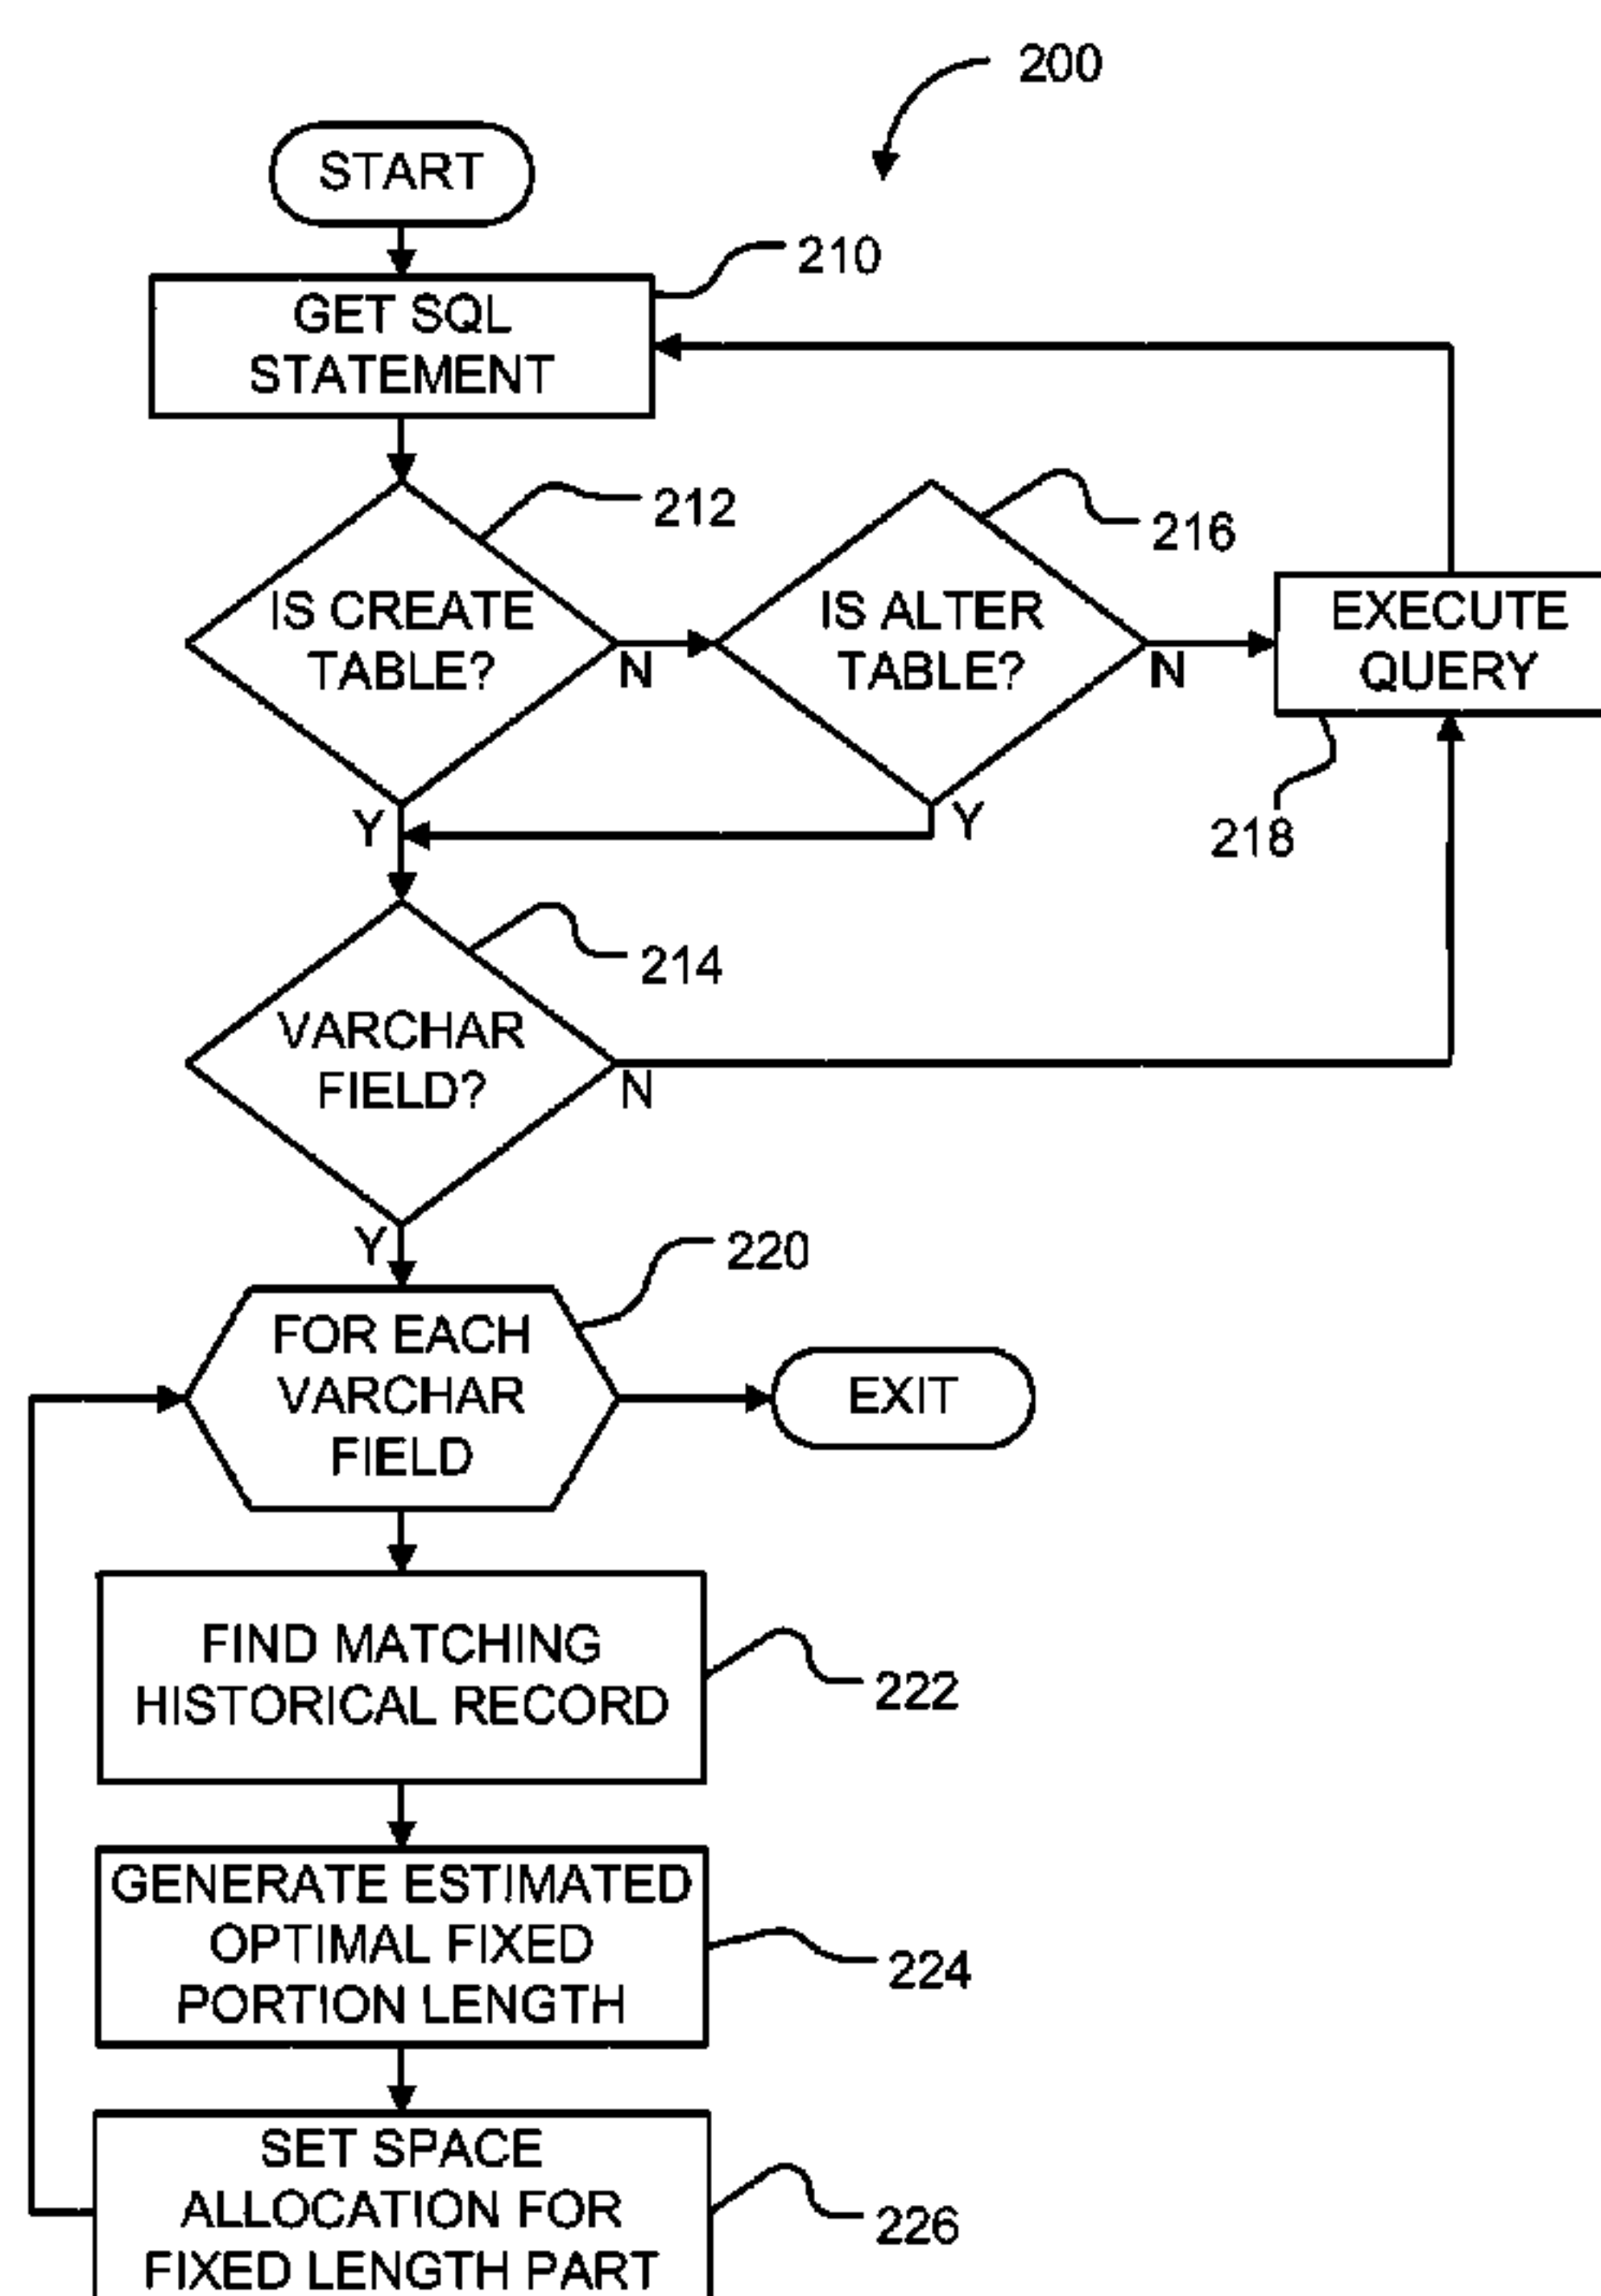 200
START
210
GET SQL
STATEMENT
212
216
IS CREATE
TABLE?
N
IS ALTER
TABLE?
N
EXECUTE
QUERY
218
Y
Y
214
VARCHAR
FIELD?
N
Y
220
FOR EACH
VARCHAR
FIELD
EXIT
FIND MATCHING
HISTORICAL RECORD
222
GENERATE ESTIMATED
OPTIMAL FIXED
PORTION LENGTH
224
SET SPACE
ALLOCATION FOR
FIXED LENGTH PART
226